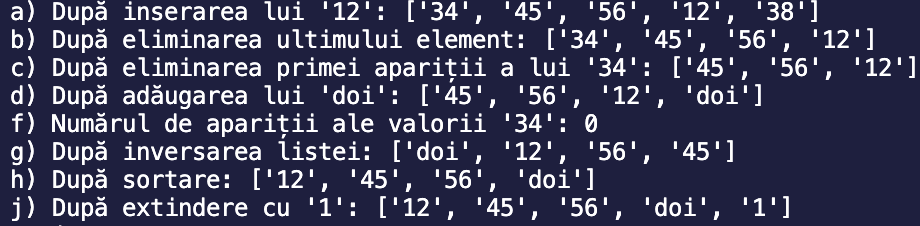 a) După inserarea lui '12': ['34', '45', '56', '12', '38']
b) După eliminarea ultimului element: ['34', '45', '56', '12']
c) După eliminarea primei apariții a lui '34': ['45', '56', '12']
d) După adăugarea lui 'doi': ['45', '56', '12', 'doi']
f) Numărul de apariții ale valorii '34': 0
g) După inversarea listei: ['doi', '12', '56', '45']
h) După sortare: ['12', '45', '56', 'doi']
j) După extindere cu '1': ['12', '45', '56', 'doi', '1']